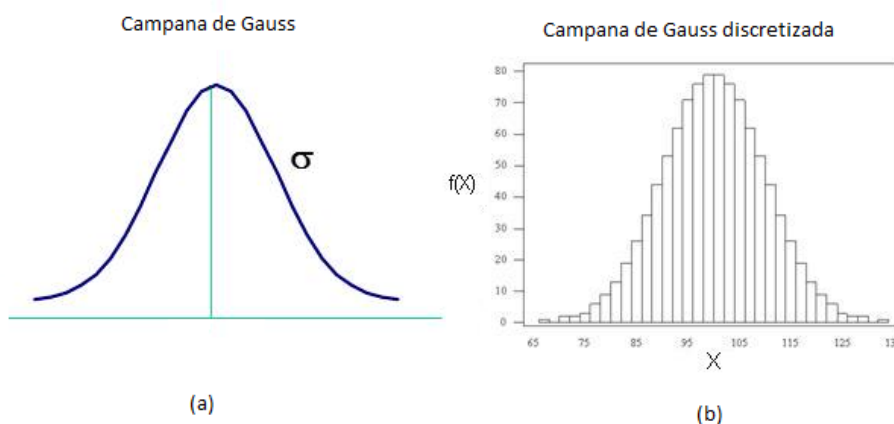 Campana de Gauss
σ
(a)
Campana de Gauss discretizada
80
70
60
50
40
30
20
10
0
f(X)
65 75 85 95 105 115 125
X
(b)